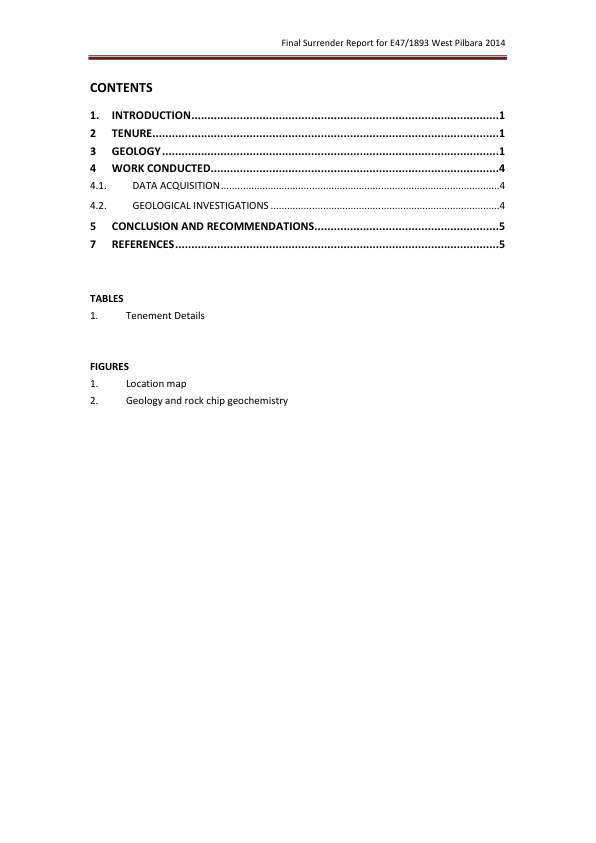 Final Surrender Report for E47/1893 West Pilbara 2014
CONTENTS
1. INTRODUCTION....................................................................................................1
2 TENURE................................................................................................................1
3 GEOLOGY.............................................................................................................1
4 WORK CONDUCTED..............................................................................................4
4.1. DATA ACQUISITION..........................................................................................4
4.2. GEOLOGICAL INVESTIGATIONS........................................................................4
5 CONCLUSION AND RECOMMENDATIONS..........................................................5
7 REFERENCES........................................................................................................5
TABLES
1. Tenement Details
FIGURES
1. Location map
2. Geology and rock chip geochemistry